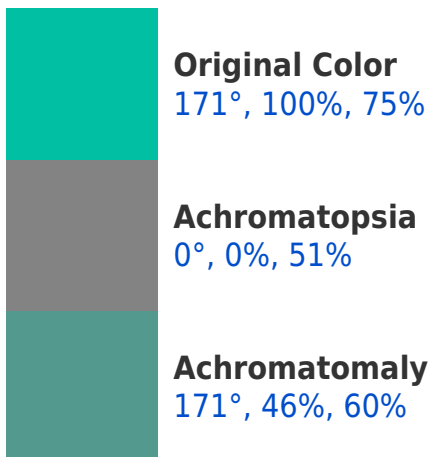 Original Color
171°, 100%, 75%
Achromatopsia
0°, 0%, 51%
Achromatomaly
171°, 46%, 60%